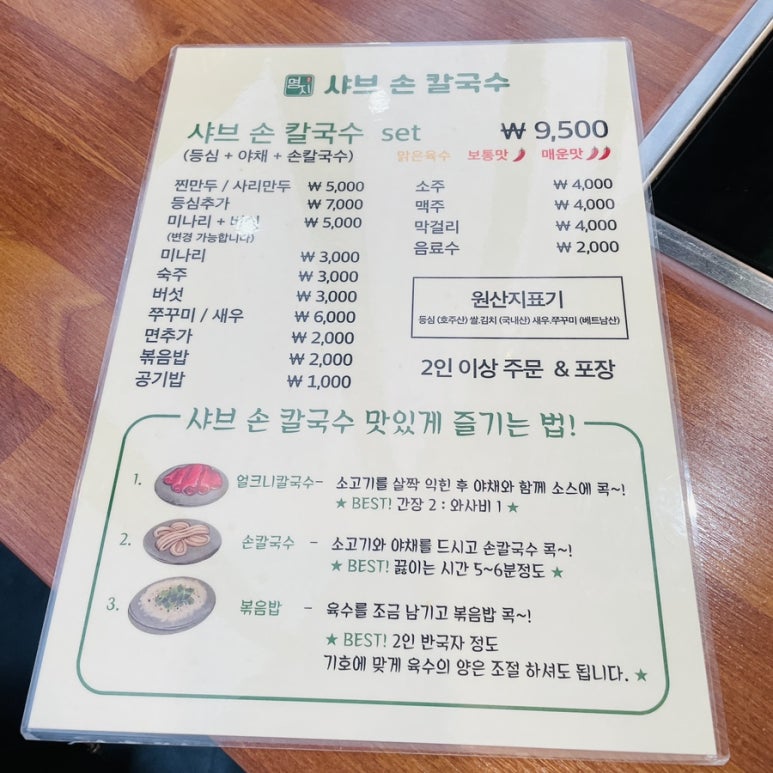 명지 샤브 손 칼국수
샤브 손 칼국수 set ₩ 9,500
(등심 + 야채 + 손칼국수) 맑은육수 보통맛 매운맛
찐만두 / 사리만두 ₩ 5,000
등심추가 ₩ 7,000
미나리 + 버섯 ₩ 5,000
(변경 가능합니다)
미나리 ₩ 3,000
숙주 ₩ 3,000
버섯 ₩ 3,000
쭈꾸미 / 새우 ₩ 6,000
면추가 ₩ 2,000
볶음밥 ₩ 2,000
공기밥 ₩ 1,000
소주 ₩ 4,000
맥주 ₩ 4,000
막걸리 ₩ 4,000
음료수 ₩ 2,000
원산지표기
등심 (호주산) 쌀.김치 (국내산) 새우.쭈꾸미 (베트남산)
2인 이상 주문 & 포장
샤브 손 칼국수 맛있게 즐기는 법!
1. 얼크니칼국수- 소고기를 살짝 익힌 후 야채와 함께 소스에 콕~!
★ BEST! 간장 2 : 와사비 1 ★
2. 손칼국수 - 소고기와 야채를 드시고 손칼국수 콕~!
★ BEST! 끓이는 시간 5~6분정도 ★
3. 볶음밥 - 육수를 조금 남기고 볶음밥 콕~!
★ BEST! 2인 반국자 정도
기호에 맞게 육수의 양은 조절 하셔도 됩니다. ★